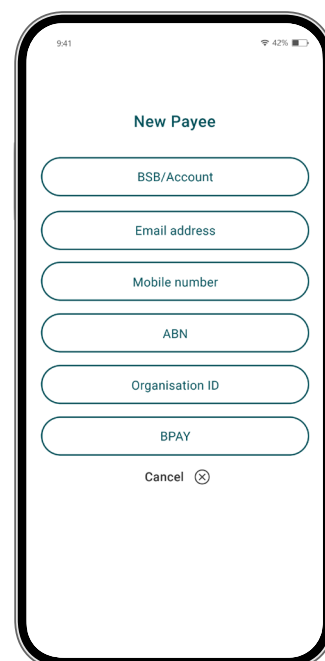 9:41 42%
New Payee
BSB/Account
Email address
Mobile number
ABN
Organisation ID
BPAY
Cancel